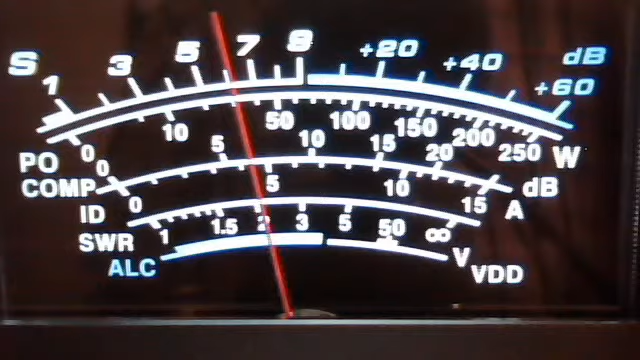 S 1 3 5 7 9 +20 +40 +60 dB
PO 0 10 50 100 150 200 250 W
COMP 0 5 10 15 20 dB
ID 0 5 10 15 A
SWR 1 1.5 2 3 5 50 ∞
ALC V VDD